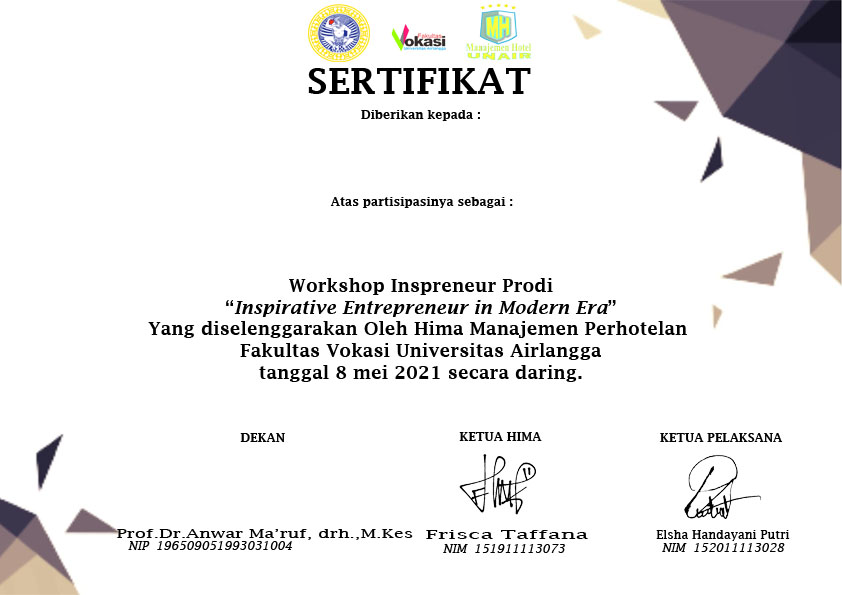 Fakultas
Vokasi
Universitas Airlangga
MH
Manajemen Hotel
UNAIR
SERTIFIKAT
Diberikan kepada :
Atas partisipasinya sebagai :
Workshop Inspreneur Prodi
“Inspirative Entrepreneur in Modern Era”
Yang diselenggarakan Oleh Hima Manajemen Perhotelan
Fakultas Vokasi Universitas Airlangga
tanggal 8 mei 2021 secara daring.
DEKAN
KETUA HIMA
KETUA PELAKSANA
Prof.Dr.Anwar Ma’ruf, drh.,M.Kes
Frisca Taffana
Elsha Handayani Putri
NIP 196509051993031004
NIM 151911113073
NIM 152011113028